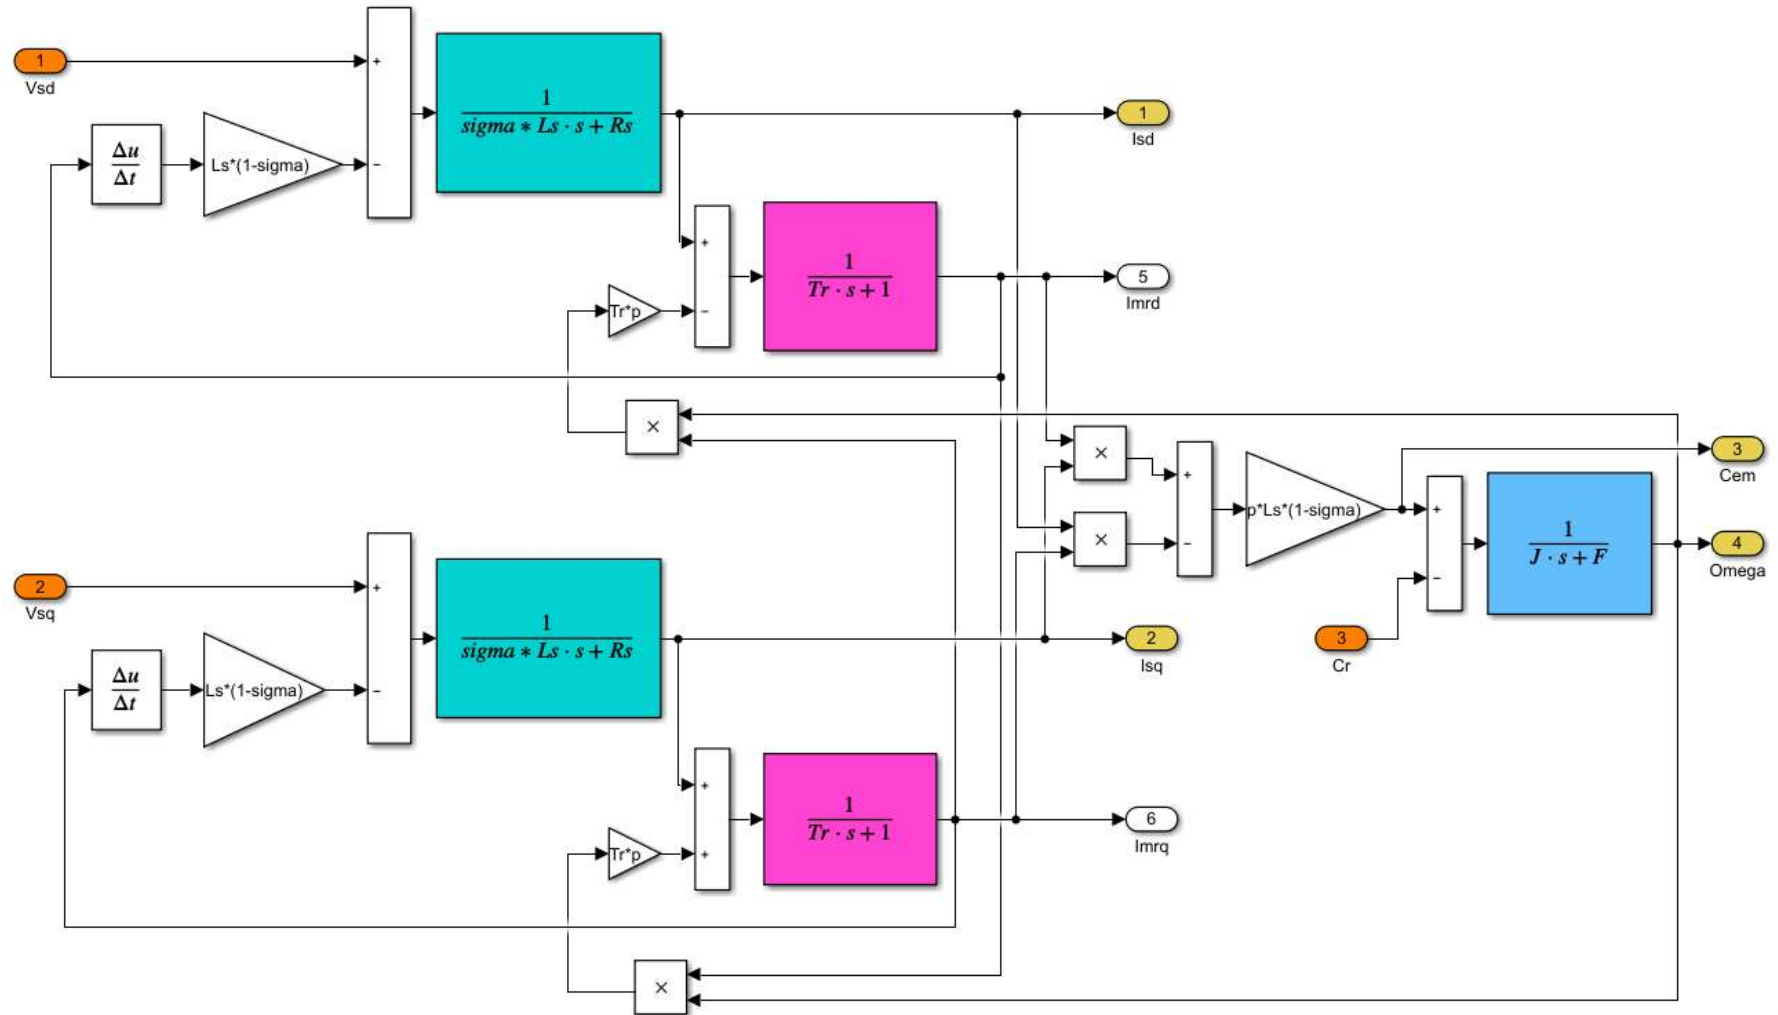 1
Vsd
+
−
Δu
Δt
Ls*(1-sigma)
1
sigma ∗ Ls · s + Rs
1
Isd
+
−
Tr*p
1
Tr · s + 1
5
Imrd
×
×
×
+
−
p*Ls*(1-sigma)
3
Cem
+
−
1
J · s + F
4
Omega
3
Cr
2
Vsq
+
−
Δu
Δt
Ls*(1-sigma)
1
sigma ∗ Ls · s + Rs
2
Isq
+
+
Tr*p
1
Tr · s + 1
6
Imrq
×